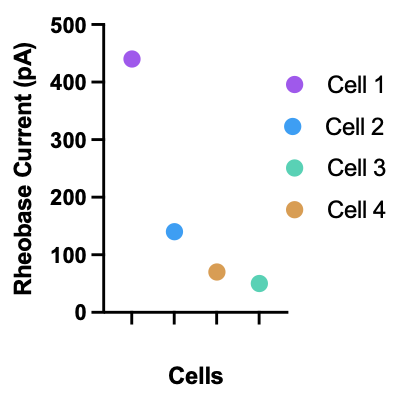 Rheobase Current (pA)
500
400
300
200
100
0
Cells
Cell 1
Cell 2
Cell 3
Cell 4